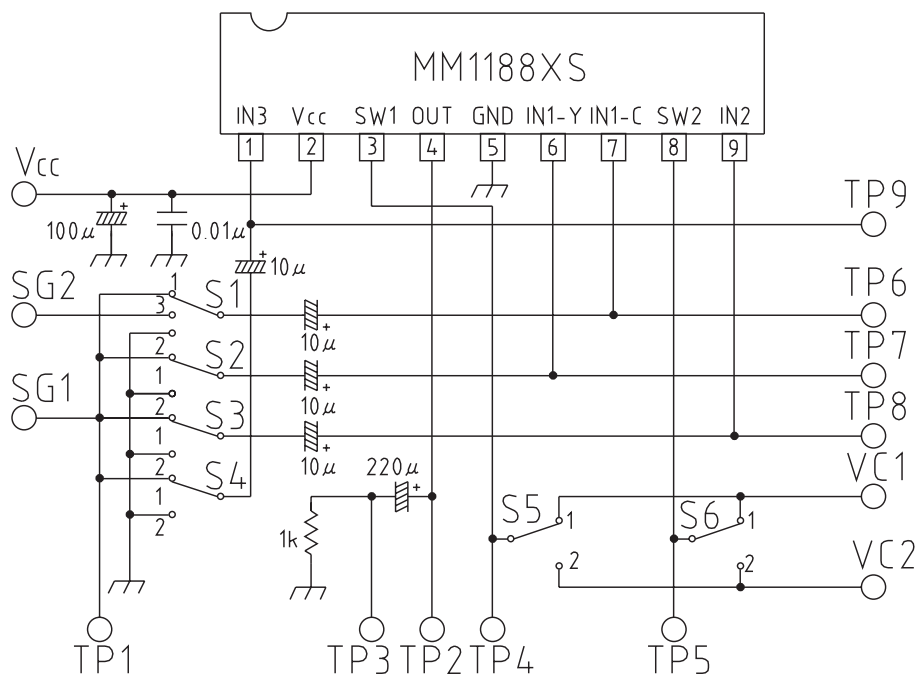 MM1188XS
IN3 Vcc SW1 OUT GND IN1-Y IN1-C SW2 IN2
1 2 3 4 5 6 7 8 9
Vcc
TP9
+ +
100μ 0.01μ
+
10μ
SG2
1
S1
TP6
3
+
10μ
2
S2
TP7
1
+
10μ
SG1
2
S3
TP8
1
+
10μ
2
S4
220μ
+
VC1
1
2
1k
S5
1
S6
1
2
2
VC2
TP1 TP3 TP2 TP4 TP5